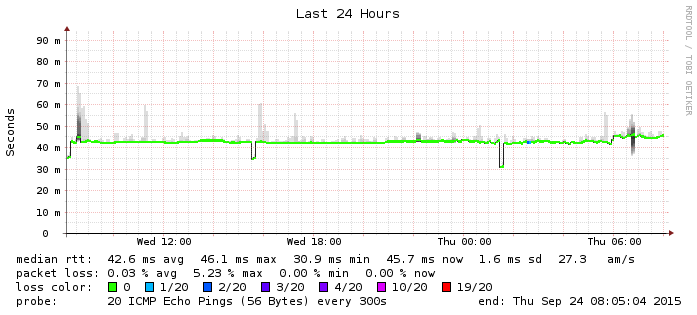 Last 24 Hours
RRDTOOL / TOBI OETIKER
Seconds
90 m
80 m
70 m
60 m
50 m
40 m
30 m
20 m
10 m
0
Wed 12:00 Wed 18:00 Thu 00:00 Thu 06:00
median rtt: 42.6 ms avg 46.1 ms max 30.9 ms min 45.7 ms now 1.6 ms sd 27.3 am/s
packet loss: 0.03 % avg 5.23 % max 0.00 % min 0.00 % now
loss color: 0 1/20 2/20 3/20 4/20 10/20 19/20
probe: 20 ICMP Echo Pings (56 Bytes) every 300s end: Thu Sep 24 08:05:04 2015